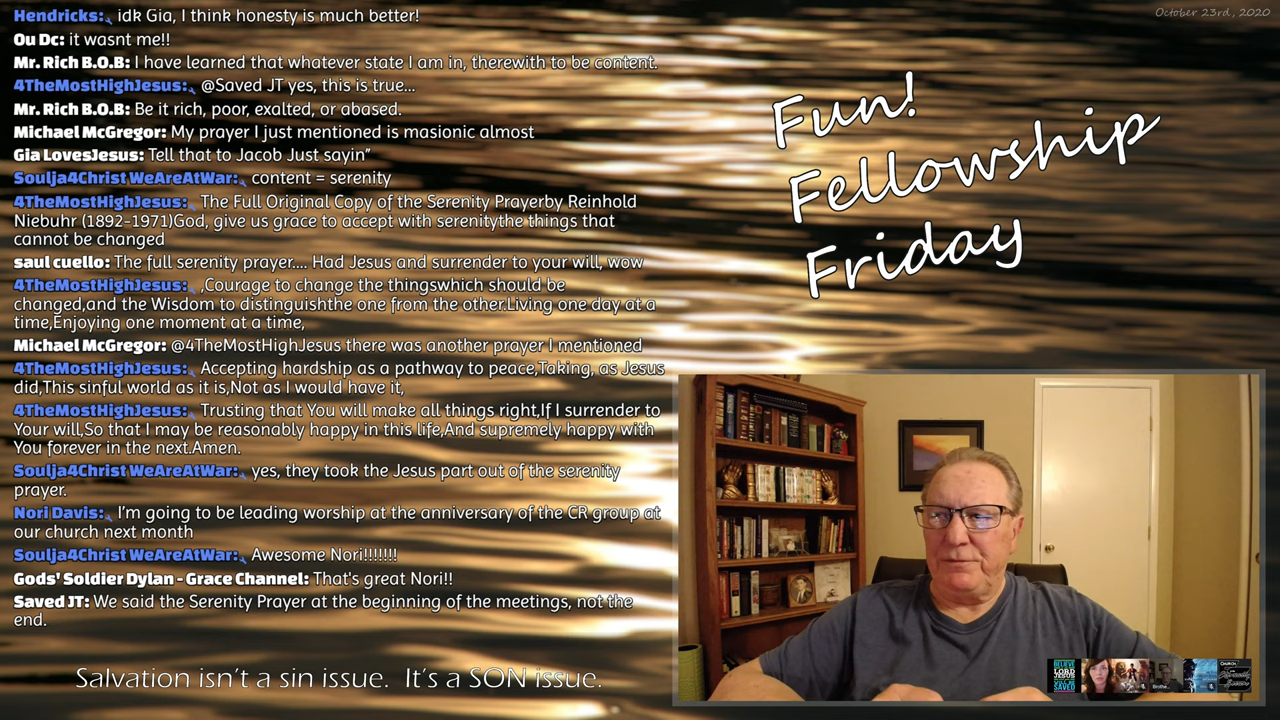 October 23rd, 2020
Hendricks: idk Gia, I think honesty is much better!
Ou Dc: it wasnt me!!
Mr. Rich B.O.B: I have learned that whatever state I am in, therewith to be content.
4TheMostHighJesus: @Saved JT yes, this is true...
Mr. Rich B.O.B: Be it rich, poor, exalted, or abased.
Michael McGregor: My prayer I just mentioned is masionic almost
Gia LovesJesus: Tell that to Jacob Just sayin”
Soulja4Christ WeAreAtWar: content = serenity
4TheMostHighJesus: The Full Original Copy of the Serenity Prayerby Reinhold
Niebuhr (1892-1971)God, give us grace to accept with serenitythe things that
cannot be changed
saul cuello: The full serenity prayer.... Had Jesus and surrender to your will, wow
4TheMostHighJesus: ,Courage to change the thingswhich should be
changed,and the Wisdom to distinguishthe one from the other.Living one day at a
time,Enjoying one moment at a time,
Michael McGregor: @4TheMostHighJesus there was another prayer I mentioned
4TheMostHighJesus: Accepting hardship as a pathway to peace,Taking, as Jesus
did,This sinful world as it is,Not as I would have it,
4TheMostHighJesus: Trusting that You will make all things right,If I surrender to
Your will,So that I may be reasonably happy in this life,And supremely happy with
You forever in the next.Amen.
Soulja4Christ WeAreAtWar: yes, they took the Jesus part out of the serenity
prayer.
Nori Davis: I'm going to be leading worship at the anniversary of the CR group at
our church next month
Soulja4Christ WeAreAtWar: Awesome Nori!!!!!!!
Gods' Soldier Dylan - Grace Channel: That's great Nori!!
Saved JT: We said the Serenity Prayer at the beginning of the meetings, not the
end.
Fun!
Fellowship
Friday
Salvation isn't a sin issue. It's a SON issue.
BELIEVE
LORD
JESUS
SAVED